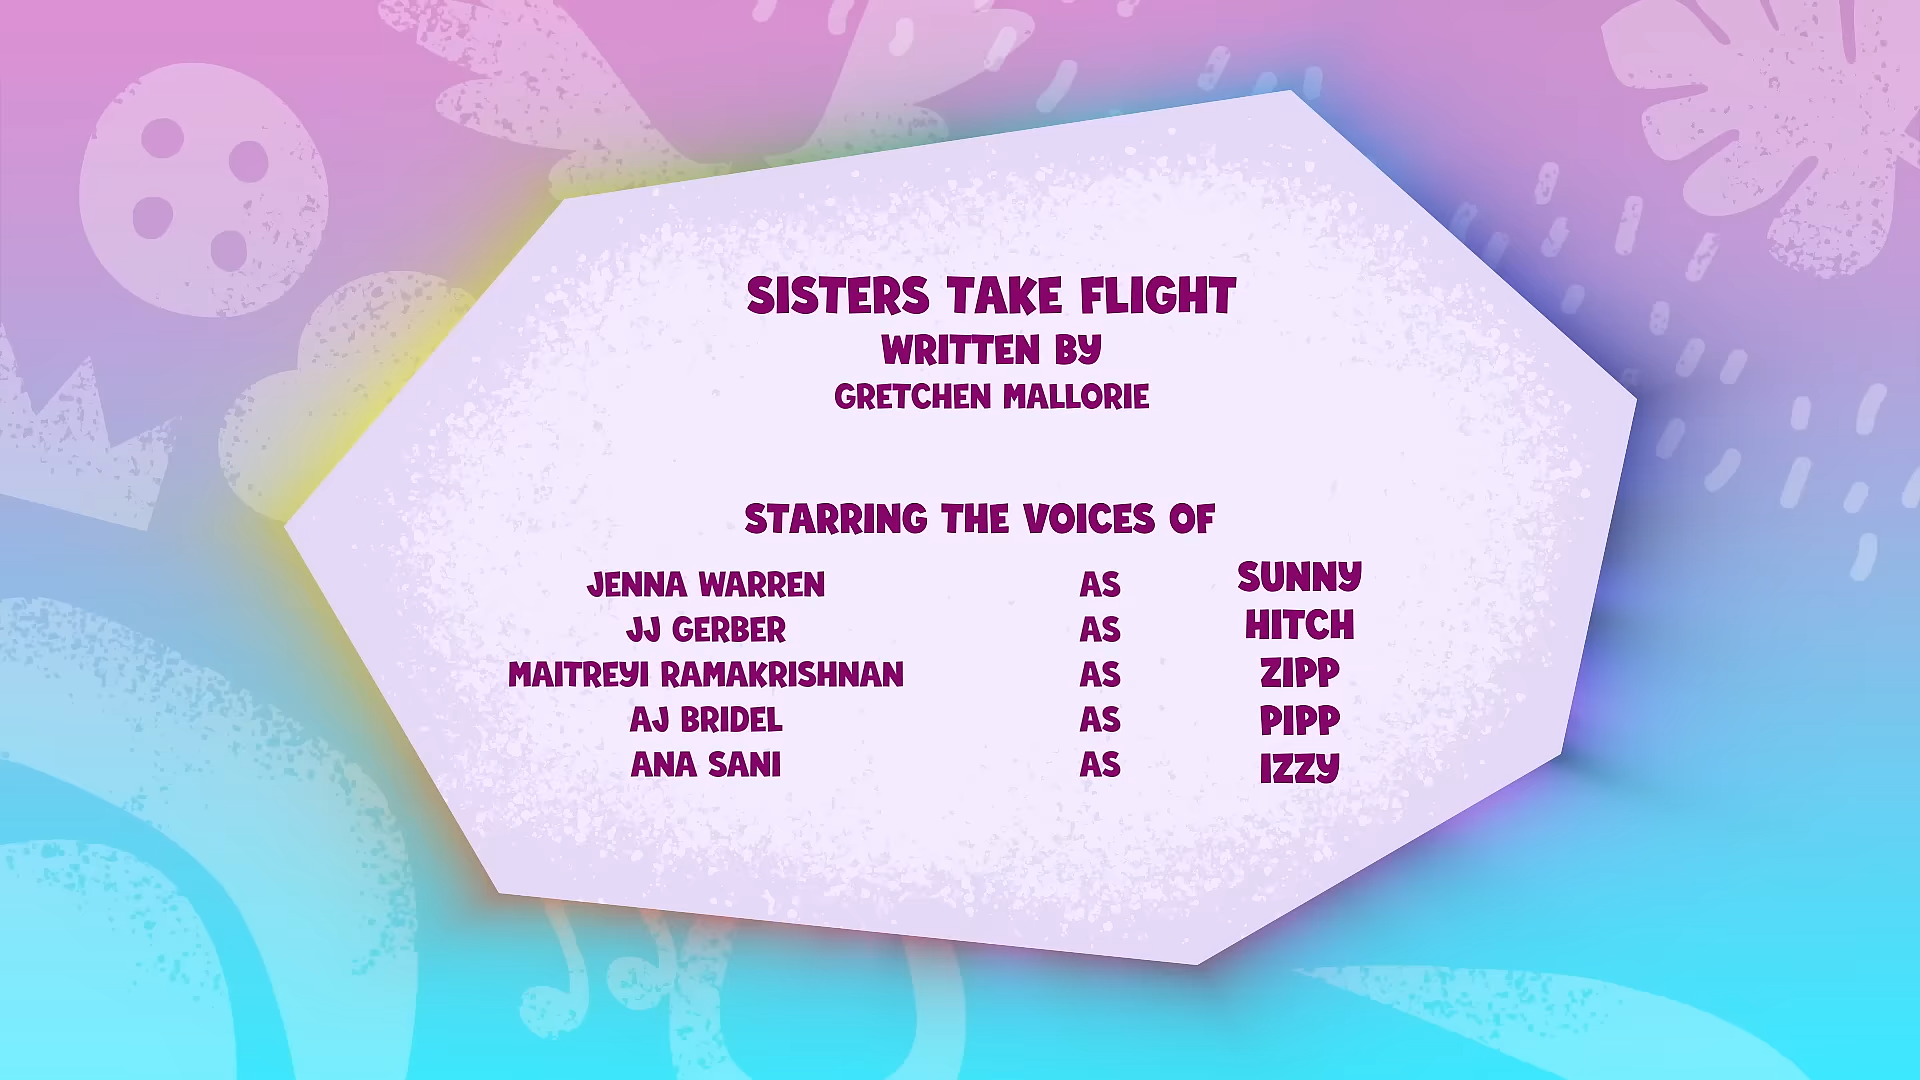 SISTERS TAKE FLIGHT
WRITTEN BY
GRETCHEN MALLORIE
STARRING THE VOICES OF
JENNA WARREN AS SUNNY
JJ GERBER AS HITCH
MAITREYI RAMAKRISHNAN AS ZIPP
AJ BRIDEL AS PIPP
ANA SANI AS IZZY